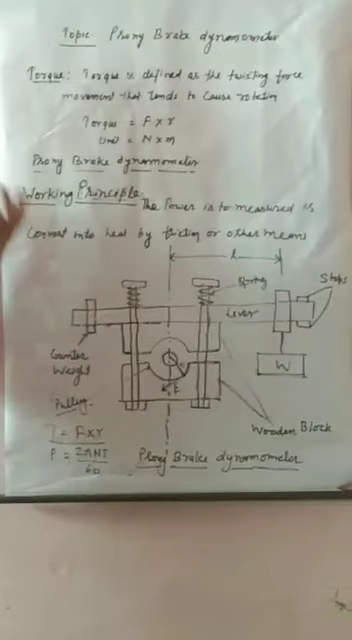 Topic Prony Brake dynamometer
Torque: Torque is defined as the twisting force
movement that tends to cause rotation
Torque = F x r
Unit = N x m
Prony Brake dynamometer
Working Principle:
The Power is to measured is
Convert into heat by friction or other means
l
Spring
Stops
Lever
Counter
Weight
W
Pulley
r
Wooden Block
T = F x r
P = 2πNT
60
Plony Brake dynamometer